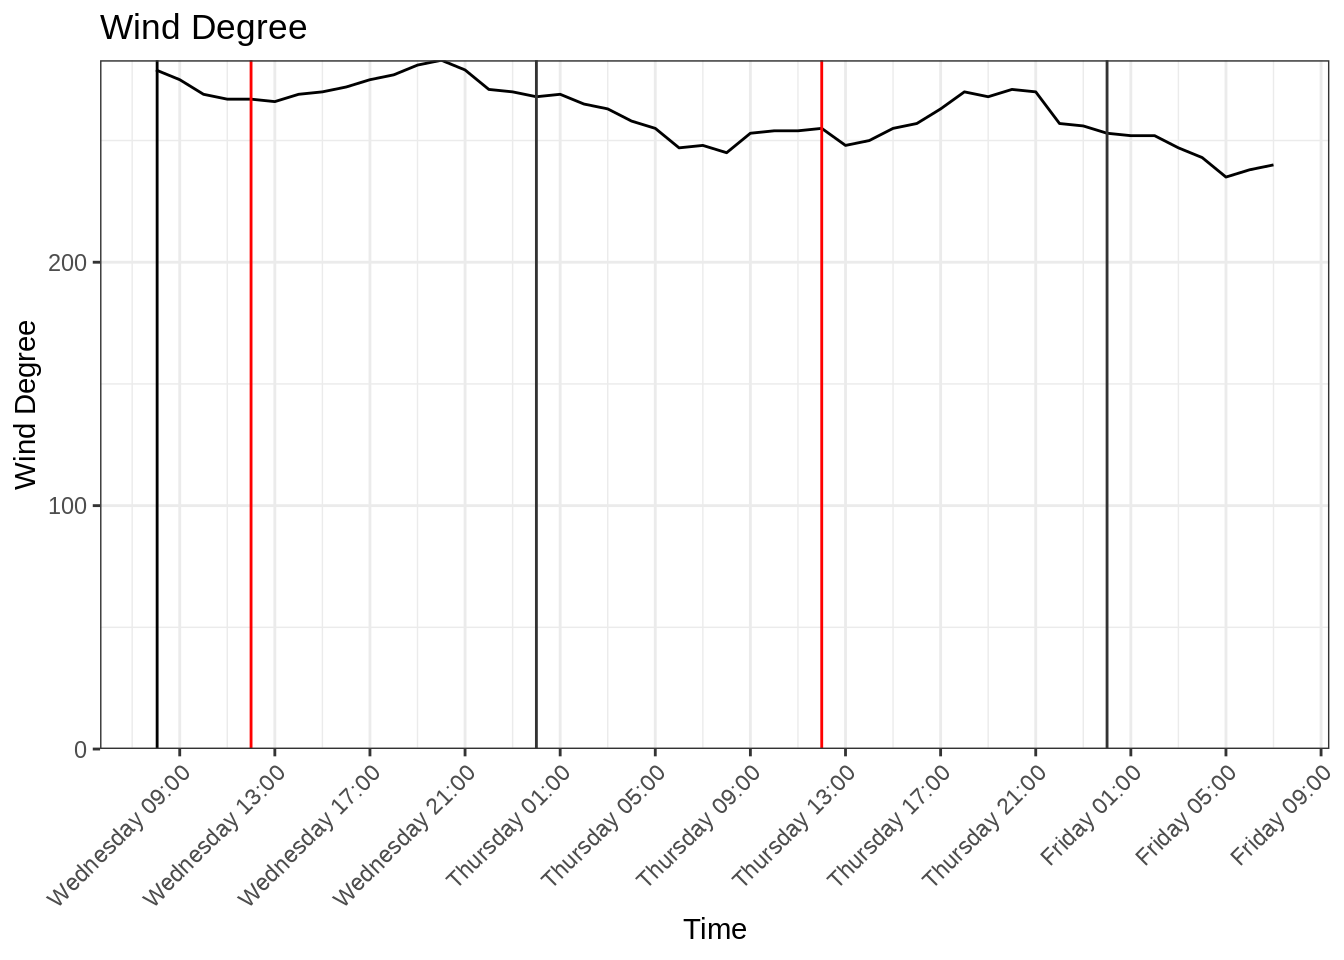 Wind Degree
Wind Degree
200
100
0
Wednesday 09:00
Wednesday 13:00
Wednesday 17:00
Wednesday 21:00
Thursday 01:00
Thursday 05:00
Thursday 09:00
Thursday 13:00
Thursday 17:00
Thursday 21:00
Friday 01:00
Friday 05:00
Friday 09:00
Time